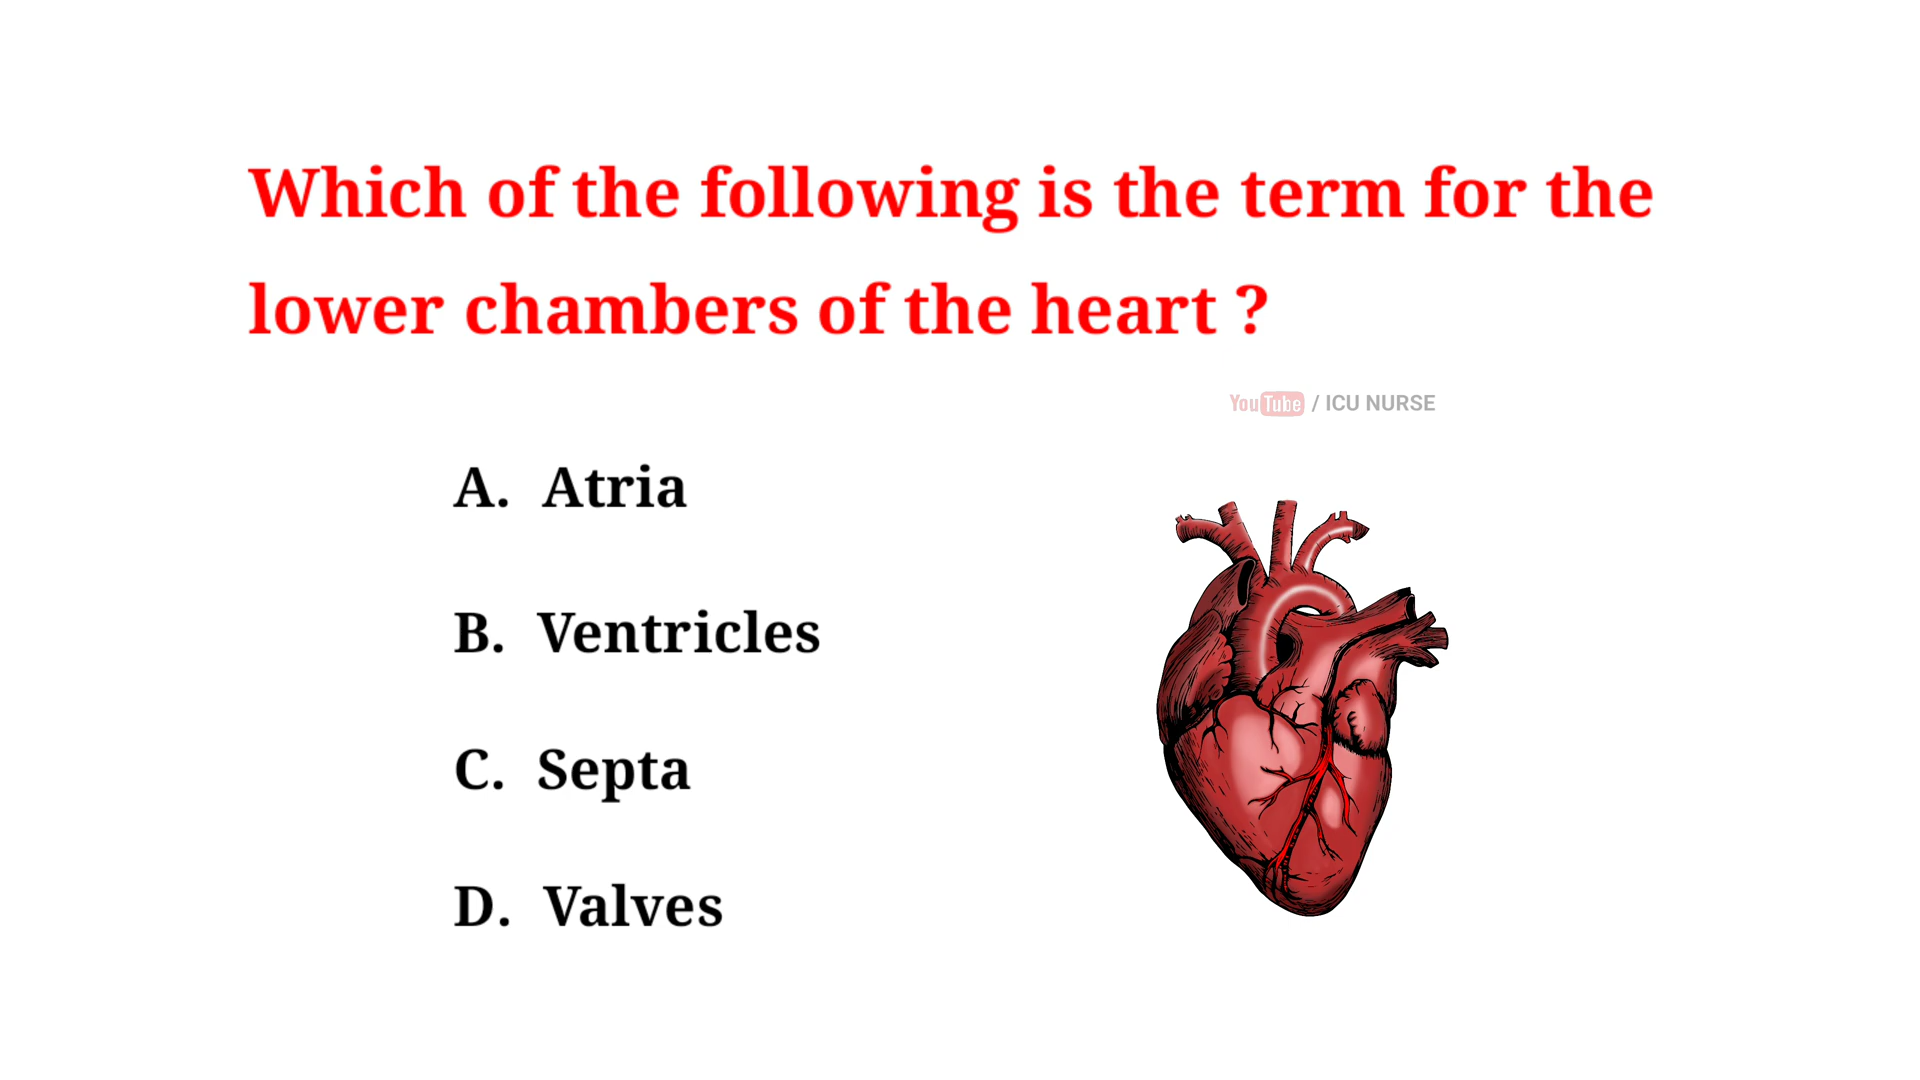 Which of the following is the term for the
lower chambers of the heart ?
YouTube / ICU NURSE
A. Atria
B. Ventricles
C. Septa
D. Valves